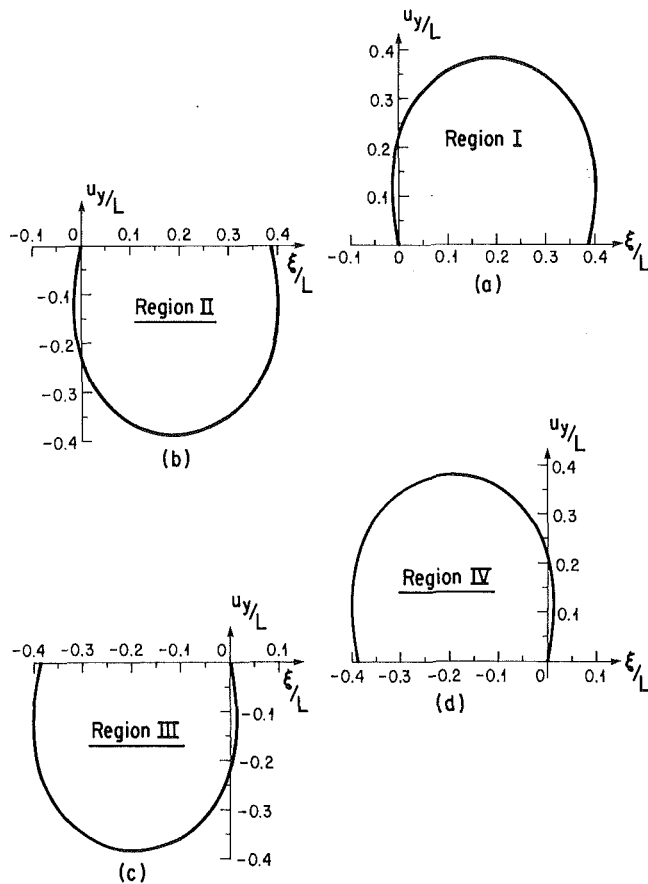 u_y/L
0.4
0.3
0.2
0.1
Region I
-0.1 0 0.1 0.2 0.3 0.4 ξ/L
(a)
u_y/L
-0.1 0 0.1 0.2 0.3 0.4
ξ/L
-0.1
-0.2
-0.3
-0.4
Region II
(b)
u_y/L
0.4
0.3
0.2
0.1
Region IV
-0.4 -0.3 -0.2 -0.1 0 0.1 ξ/L
(d)
u_y/L
-0.4 -0.3 -0.2 -0.1 0 0.1
ξ/L
-0.1
-0.2
-0.3
-0.4
Region III
(c)